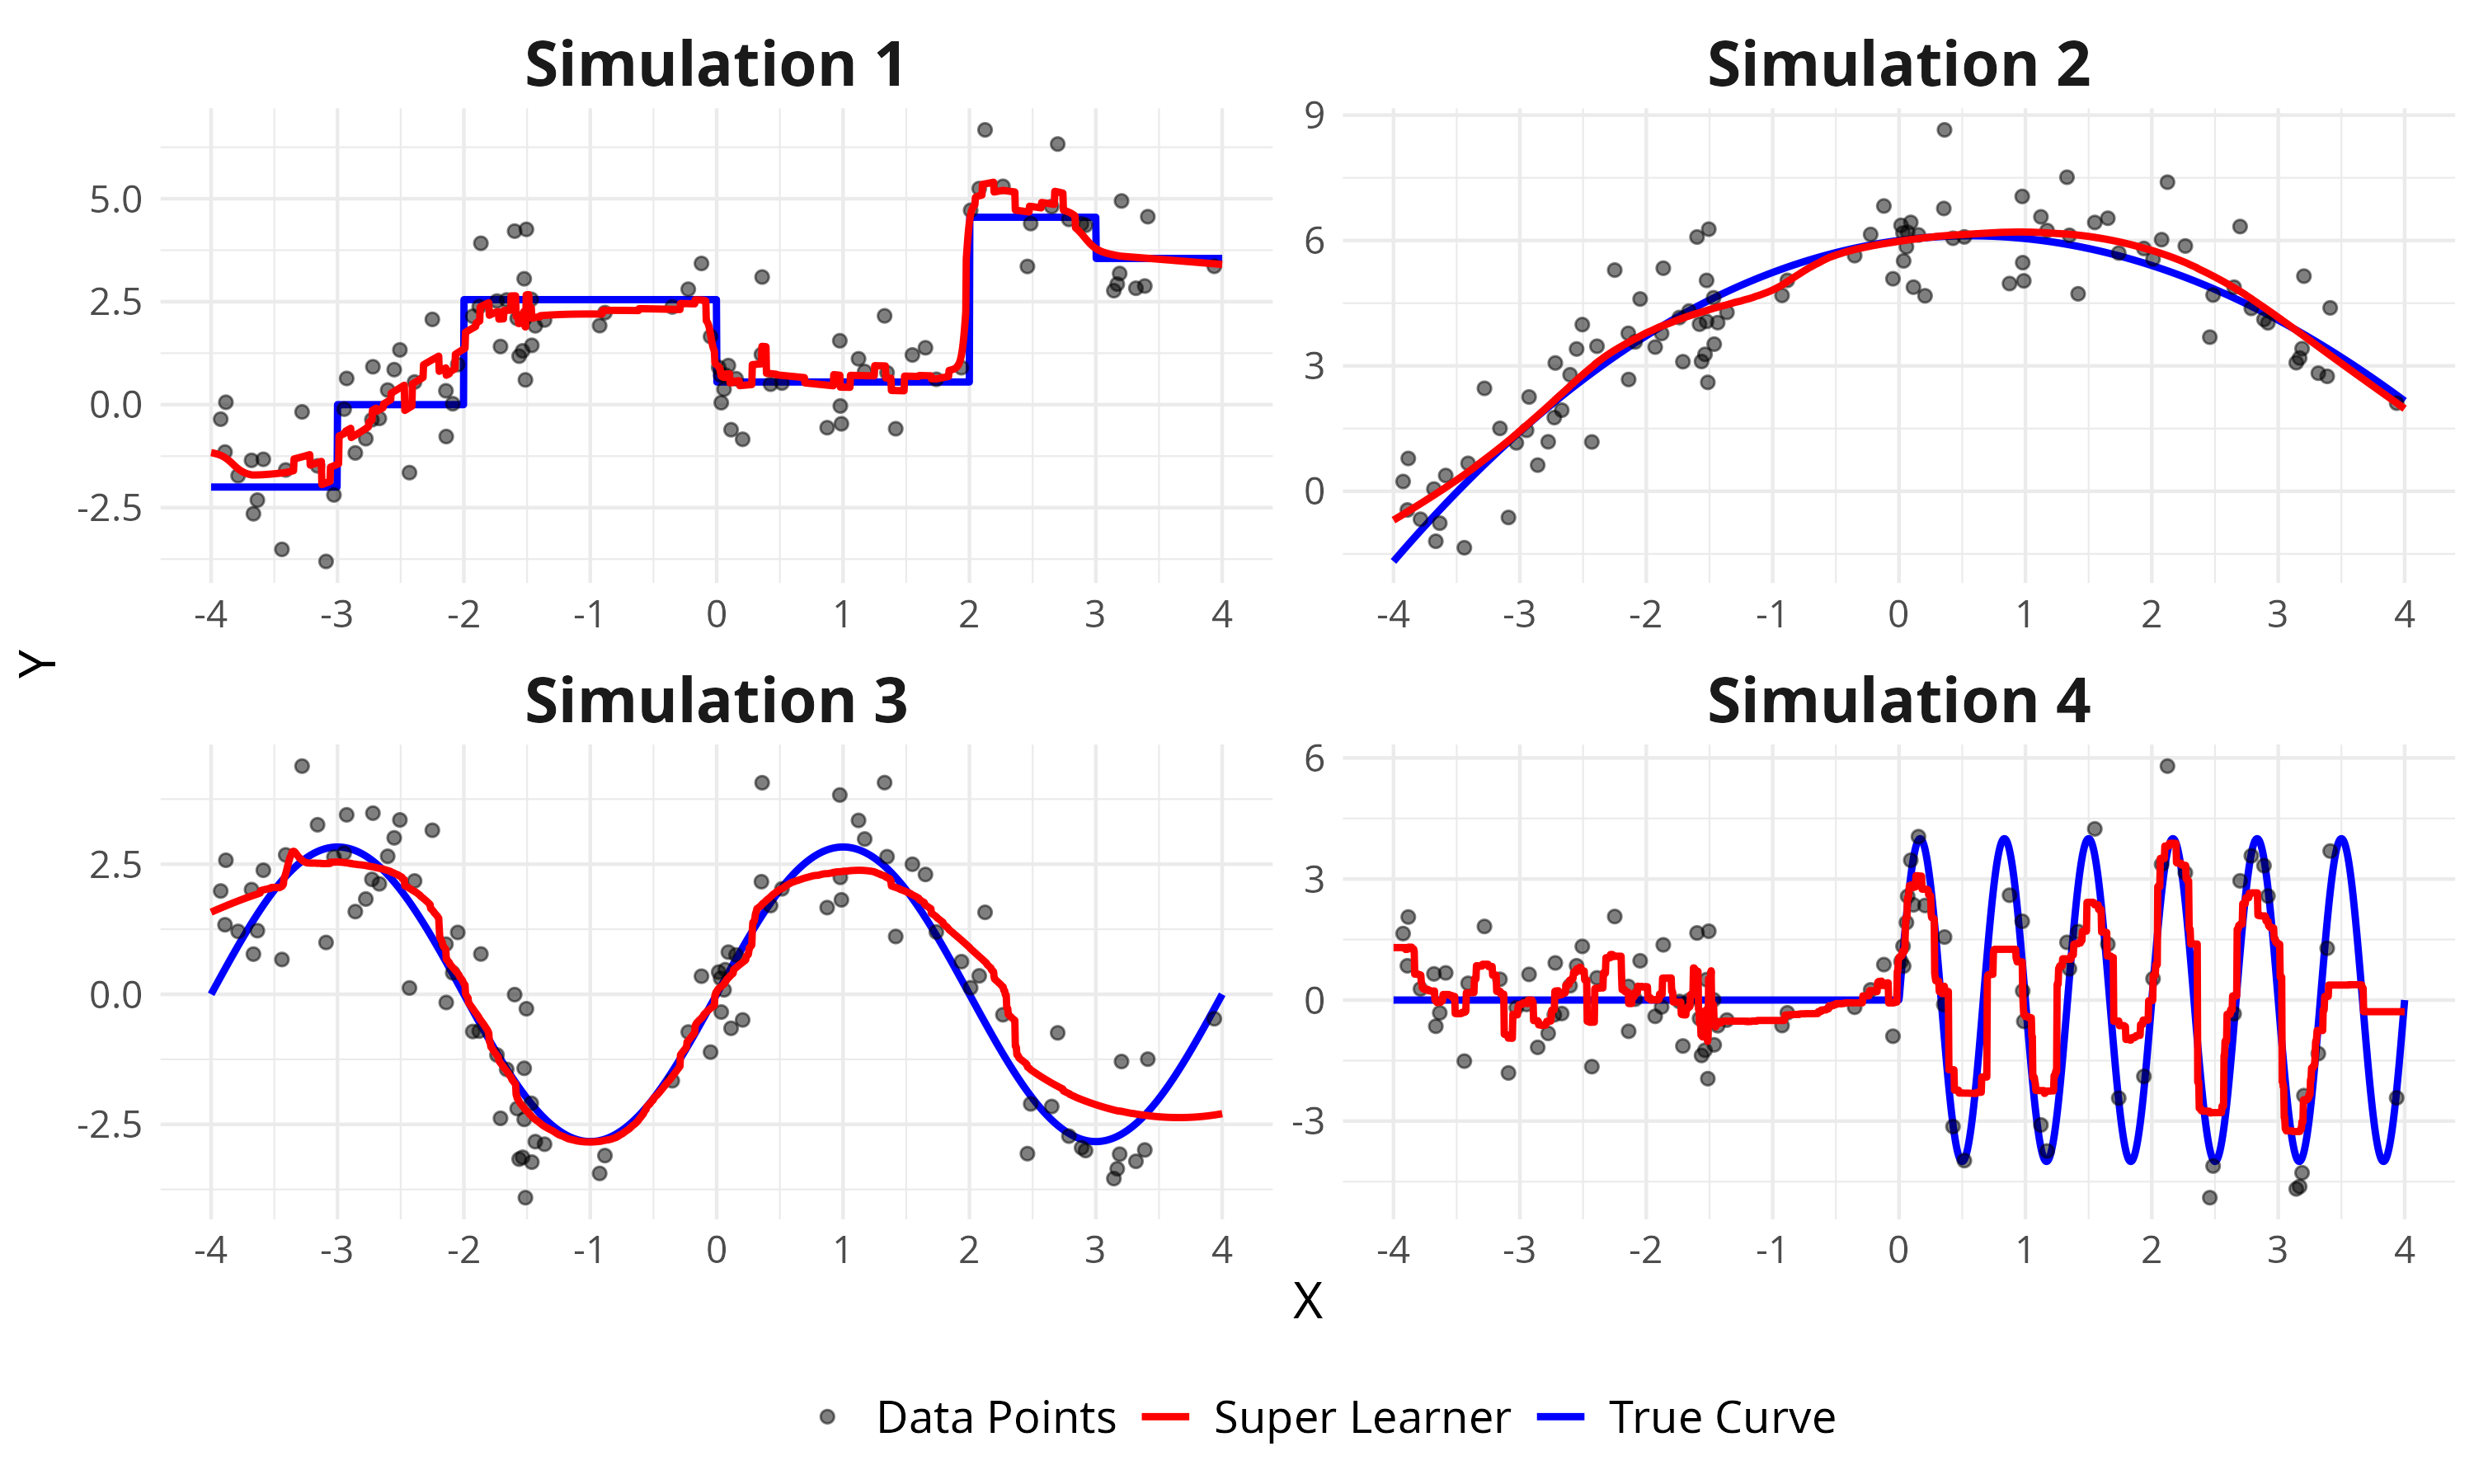 Simulation 1
Simulation 2
5.0
2.5
0.0
-2.5
-4 -3 -2 -1 0 1 2 3 4
9
6
3
0
-4 -3 -2 -1 0 1 2 3 4
Y
Simulation 3
Simulation 4
2.5
0.0
-2.5
-4 -3 -2 -1 0 1 2 3 4
6
3
0
-3
-4 -3 -2 -1 0 1 2 3 4
X
Data Points Super Learner True Curve